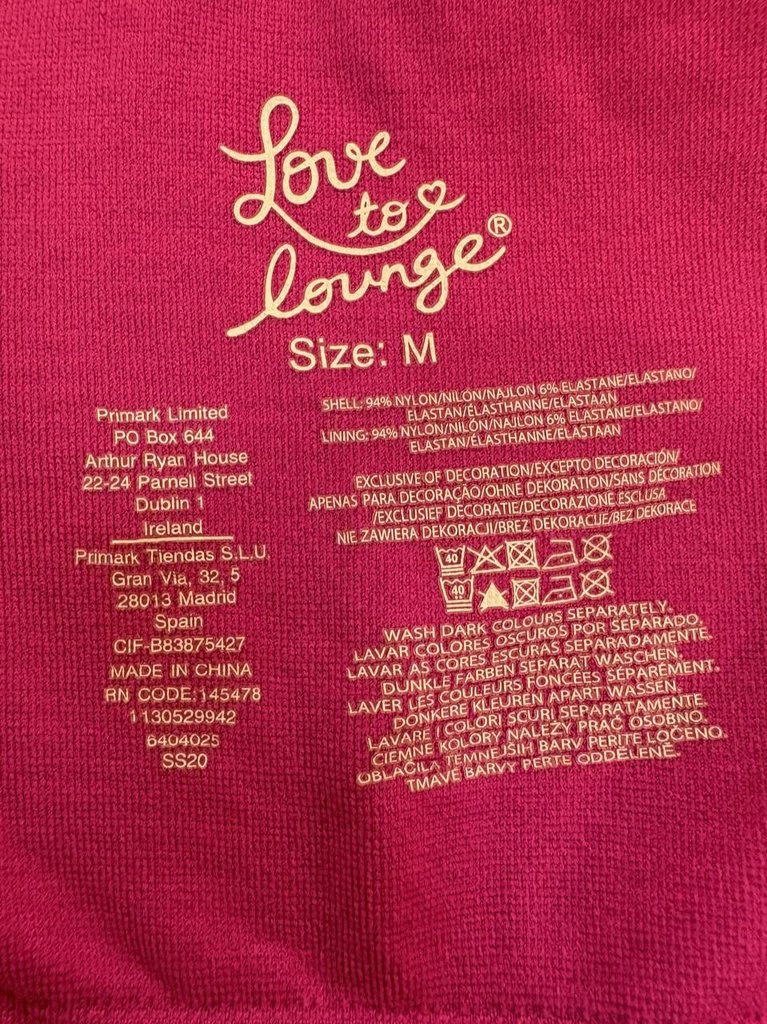 Love
to
lounge®
Size: M
Primark Limited
PO Box 644
Arthur Ryan House
22-24 Parnell Street
Dublin 1
Ireland
Primark Tiendas S.L.U.
Gran Via, 32, 5
28013 Madrid
Spain
CIF-B83875427
MADE IN CHINA
RN CODE:145478
1130529942
6404025
SS20
SHELL: 94% NYLON/NILÓN/NAJLON 6% ELASTANE/ELASTANO/
ELASTAN/ÉLASTHANNE/ELASTAAN
LINING: 94% NYLON/NILÓN/NAJLON 6% ELASTANE/ELASTANO/
ELASTAN/ÉLASTHANNE/ELASTAAN
EXCLUSIVE OF DECORATION/EXCEPTO DECORACIÓN/
APENAS PARA DECORAÇÃO/OHNE DEKORATION/SANS DÉCORATION
/EXCLUSIEF DECORATIE/DECORAZIONE ESCLUSA
NIE ZAWIERA DEKORACJI/BREZ DEKORACIJE/BEZ DEKORACE
40
40
WASH DARK COLOURS SEPARATELY.
LAVAR COLORES OSCUROS POR SEPARADO.
LAVAR AS CORES ESCURAS SEPARADAMENTE.
DUNKLE FARBEN SEPARAT WASCHEN.
LAVER LES COULEURS FONCÉES SÉPARÉMENT.
DONKERE KLEUREN APART WASSEN.
LAVARE I COLORI SCURI SEPARATAMENTE.
CIEMNE KOLORY NALEŻY PRAĆ OSOBNO.
OBLAČILA TEMNEJŠIH BARV PERITE LOČENO.
TMAVÉ BARVY PERTE ODDĚLENĚ.